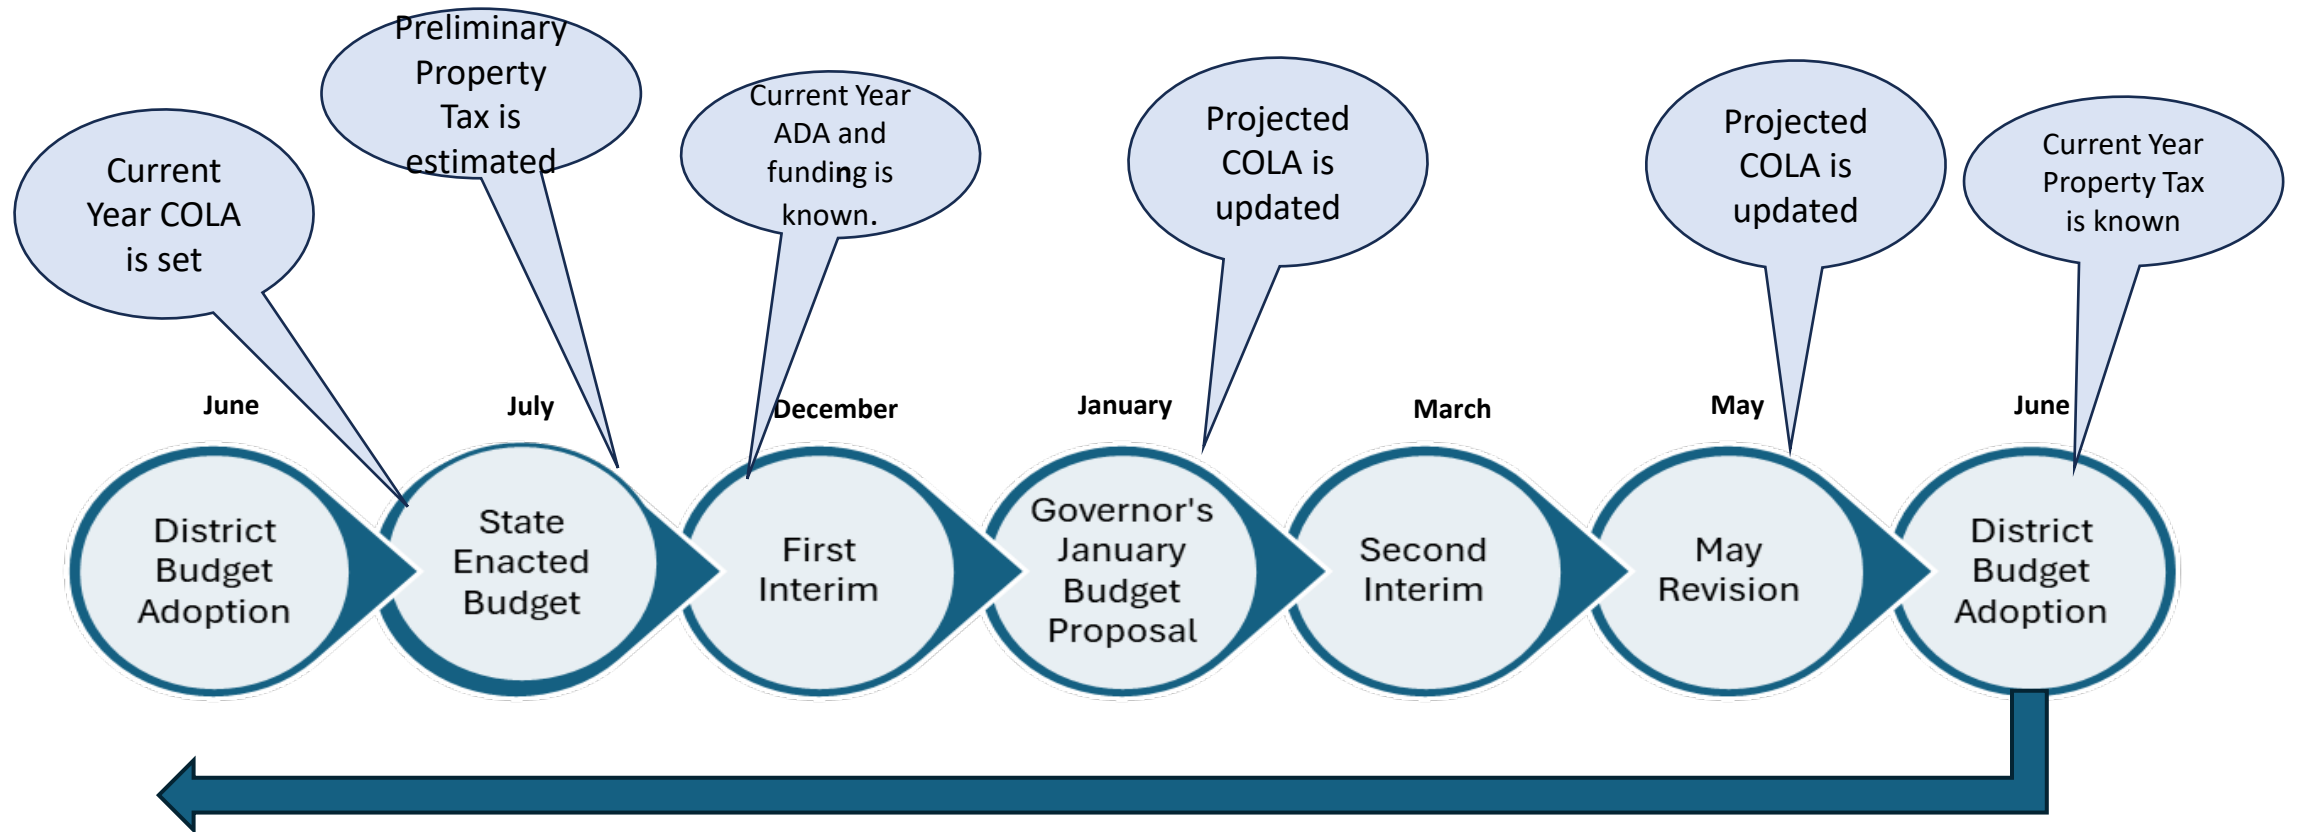 Preliminary
Property
Tax is
estimated
Current
Year COLA
is set
Current Year
ADA and
funding is
known.
Projected
COLA is
updated
Projected
COLA is
updated
Current Year
Property Tax
is known
June
July
December
January
March
May
June
District
Budget
Adoption
State
Enacted
Budget
First
Interim
Governor's
January
Budget
Proposal
Second
Interim
May
Revision
District
Budget
Adoption